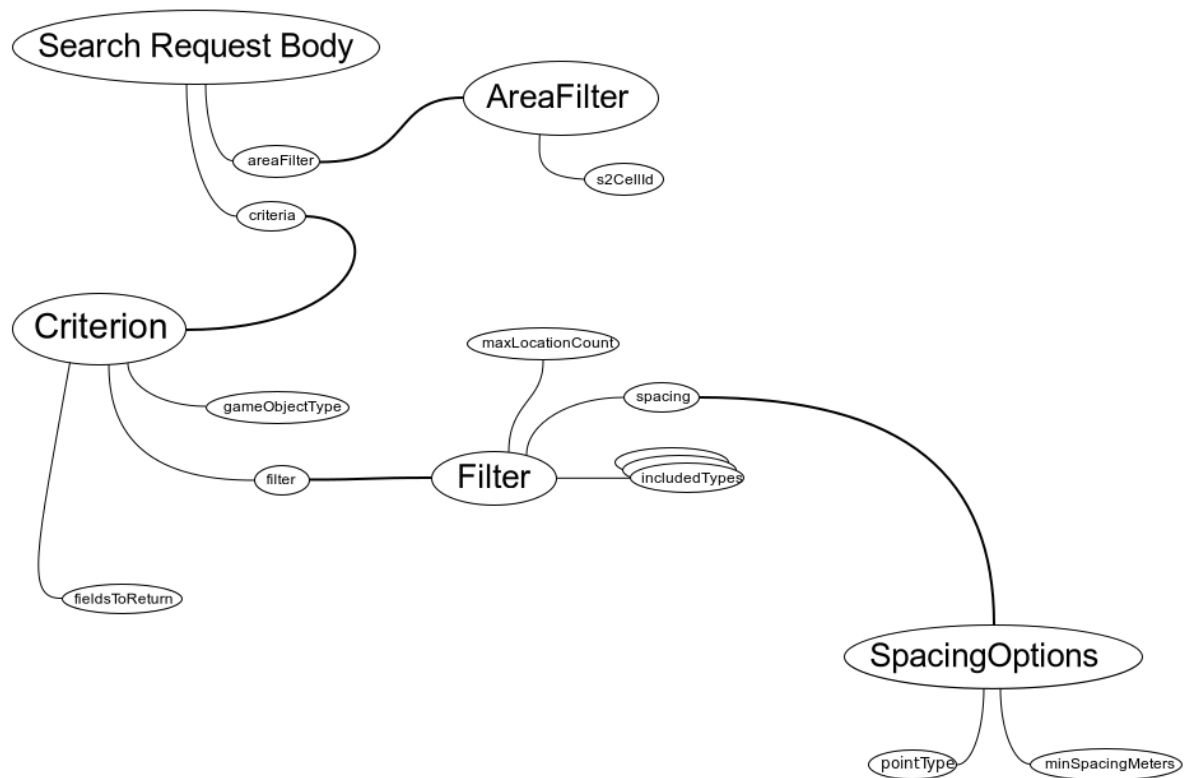 Search Request Body
AreaFilter
areaFilter
s2CellId
criteria
Criterion
maxLocationCount
spacing
gameObjectType
Filter
filter
includedTypes
fieldsToReturn
SpacingOptions
pointType
minSpacingMeters